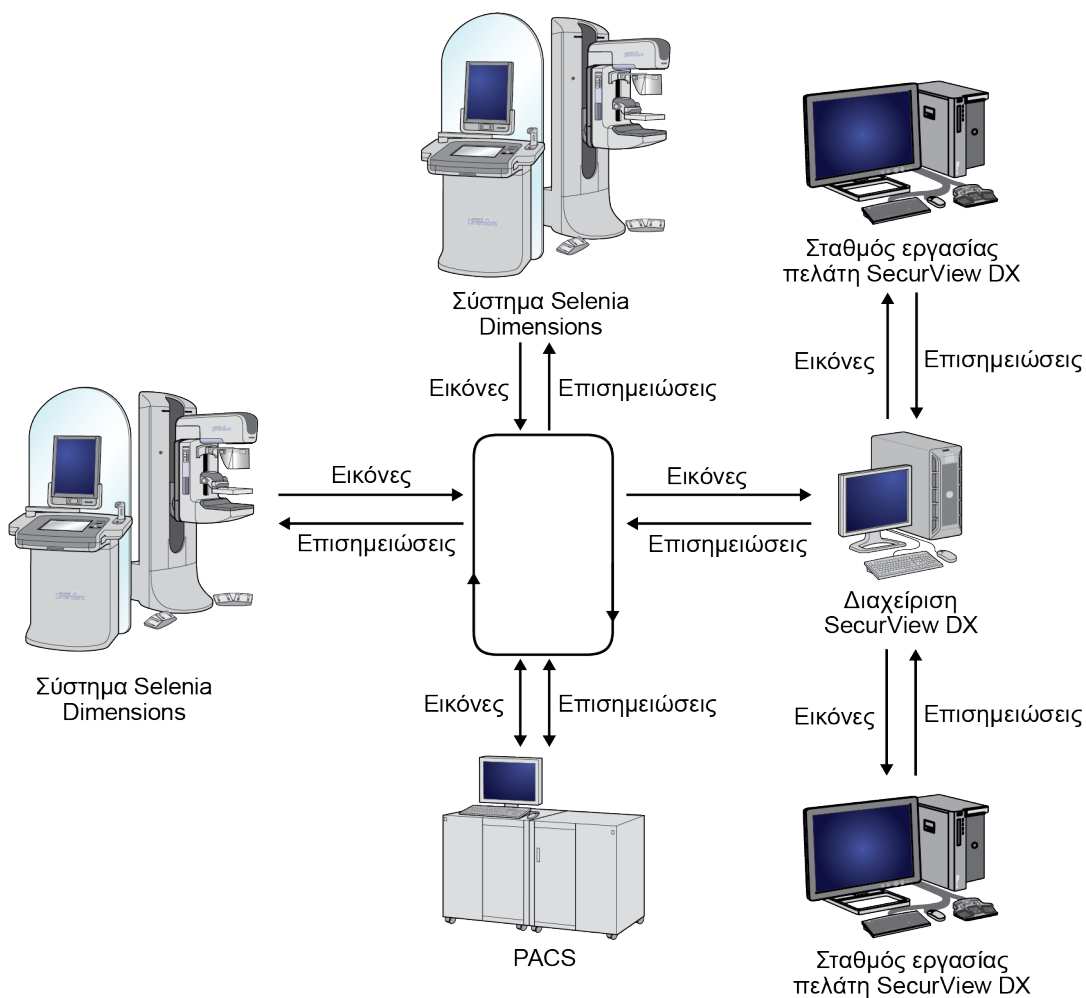 Σταθμός εργασίας
πελάτη SecurView DX
Σύστημα Selenia
Dimensions
Εικόνες
Επισημειώσεις
Εικόνες
Επισημειώσεις
Εικόνες
Επισημειώσεις
Εικόνες
Επισημειώσεις
Διαχείριση
SecurView DX
Σύστημα Selenia
Dimensions
Εικόνες
Επισημειώσεις
Εικόνες
Επισημειώσεις
PACS
Σταθμός εργασίας
πελάτη SecurView DX